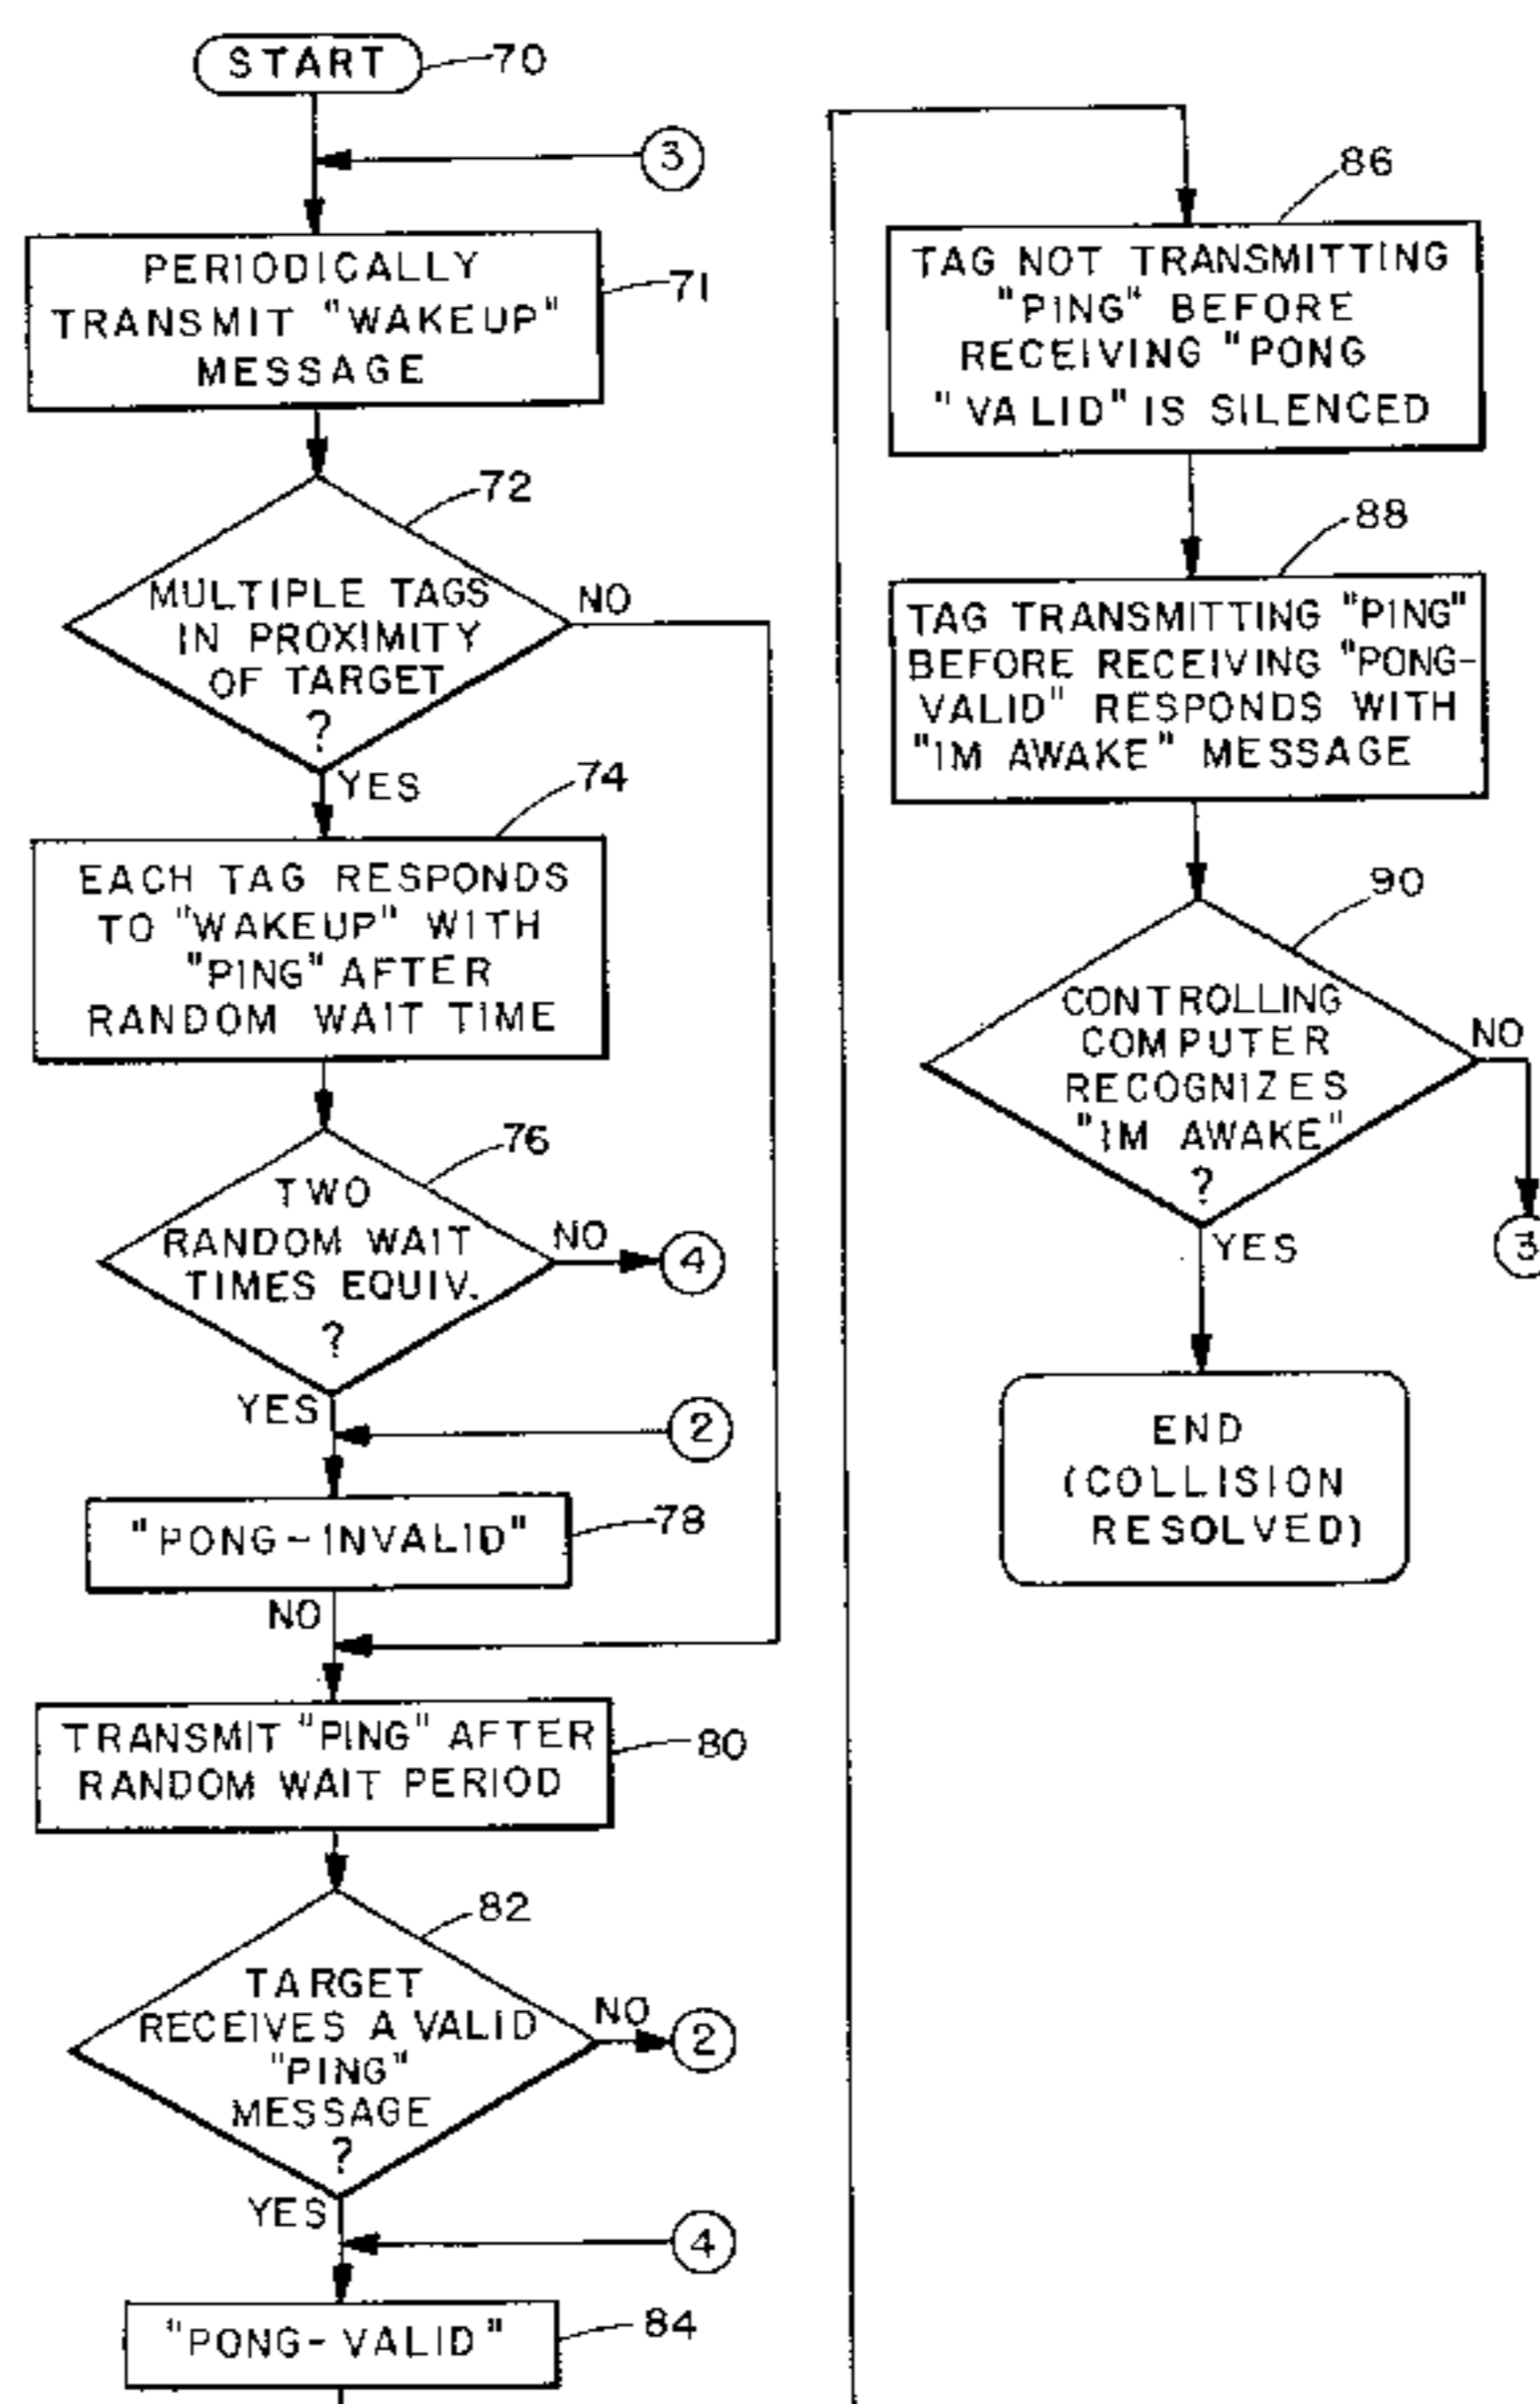 START
70
3
PERIODICALLY
TRANSMIT "WAKEUP"
MESSAGE
71
72
MULTIPLE TAGS
IN PROXIMITY
OF TARGET
?
NO
YES
74
EACH TAG RESPONDS
TO "WAKEUP" WITH
"PING" AFTER
RANDOM WAIT TIME
76
TWO
RANDOM WAIT
TIMES EQUIV.
?
NO
4
YES
2
"PONG-INVALID"
78
NO
TRANSMIT "PING" AFTER
RANDOM WAIT PERIOD
80
82
TARGET
RECEIVES A VALID
"PING"
MESSAGE
?
NO
2
YES
4
"PONG-VALID"
84
86
TAG NOT TRANSMITTING
"PING" BEFORE
RECEIVING "PONG
"VALID" IS SILENCED
88
TAG TRANSMITTING "PING"
BEFORE RECEIVING "PONG-
VALID" RESPONDS WITH
"IM AWAKE" MESSAGE
90
CONTROLLING
COMPUTER
RECOGNIZES
"IM AWAKE"
?
NO
3
YES
END
(COLLISION
RESOLVED)